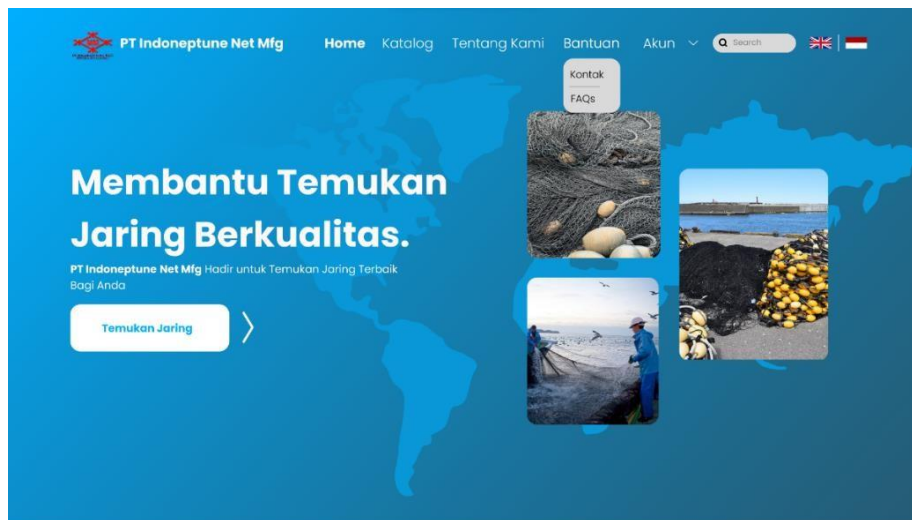 PT Indoneptune Net Mfg Home Katalog Tentang Kami Bantuan Akun Search
Kontak
FAQs
Membantu Temukan
Jaring Berkualitas.
PT Indoneptune Net Mfg Hadir untuk Temukan Jaring Terbaik
Bagi Anda
Temukan Jaring